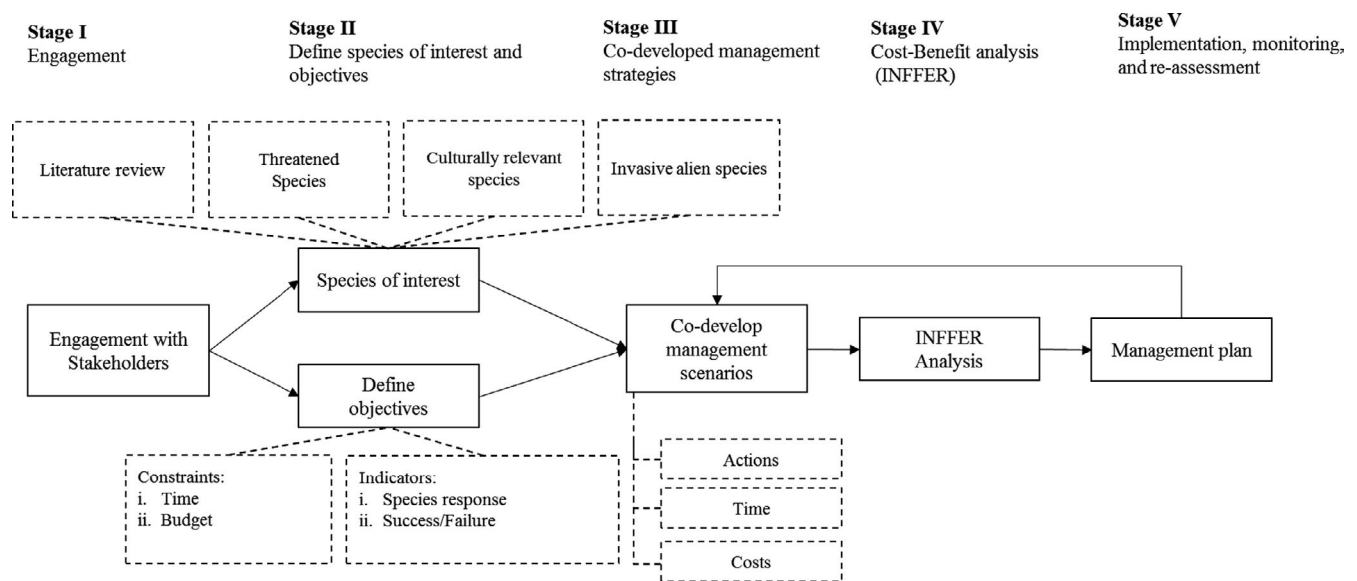 Stage I
Engagement
Stage II
Define species of interest and
objectives
Stage III
Co-developed management
strategies
Stage IV
Cost-Benefit analysis
(INFFER)
Stage V
Implementation, monitoring,
and re-assessment
Literature review
Threatened
Species
Culturally relevant
species
Invasive alien species
Species of interest
Engagement with
Stakeholders
Define
objectives
Co-develop
management
scenarios
INFFER
Analysis
Management plan
Constraints:
i. Time
ii. Budget
Indicators:
i. Species response
ii. Success/Failure
Actions
Time
Costs